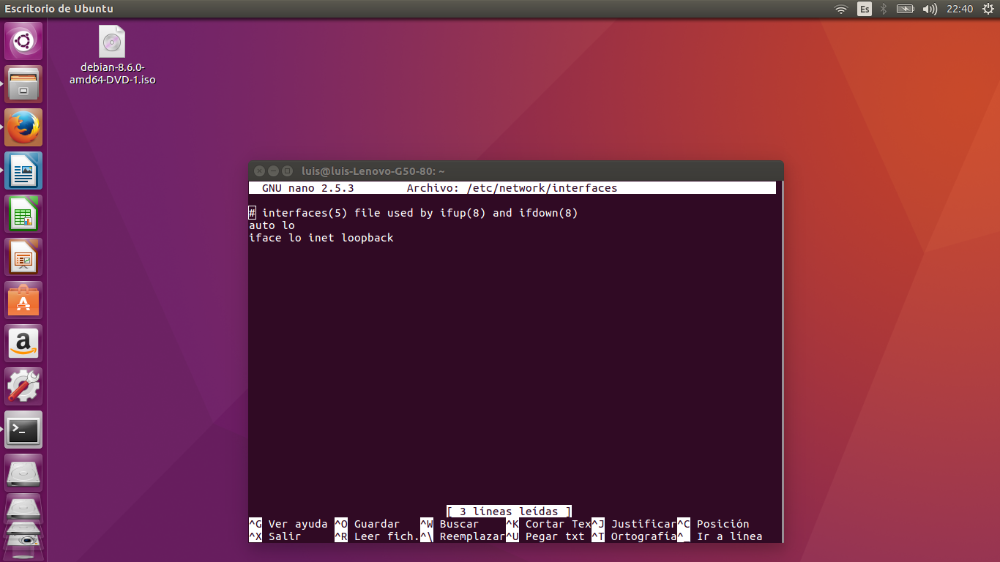 Escritorio de Ubuntu
Es
22:40
debian-8.6.0-
amd64-DVD-1.iso
luis@luis-Lenovo-G50-80: ~
GNU nano 2.5.3 Archivo: /etc/network/interfaces
# interfaces(5) file used by ifup(8) and ifdown(8)
auto lo
iface lo inet loopback
[ 3 líneas leídas ]
^G Ver ayuda ^O Guardar ^W Buscar ^K Cortar Tex^J Justificar^C Posición
^X Salir ^R Leer fich.^\ Reemplazar^U Pegar txt ^T Ortografía^_ Ir a línea